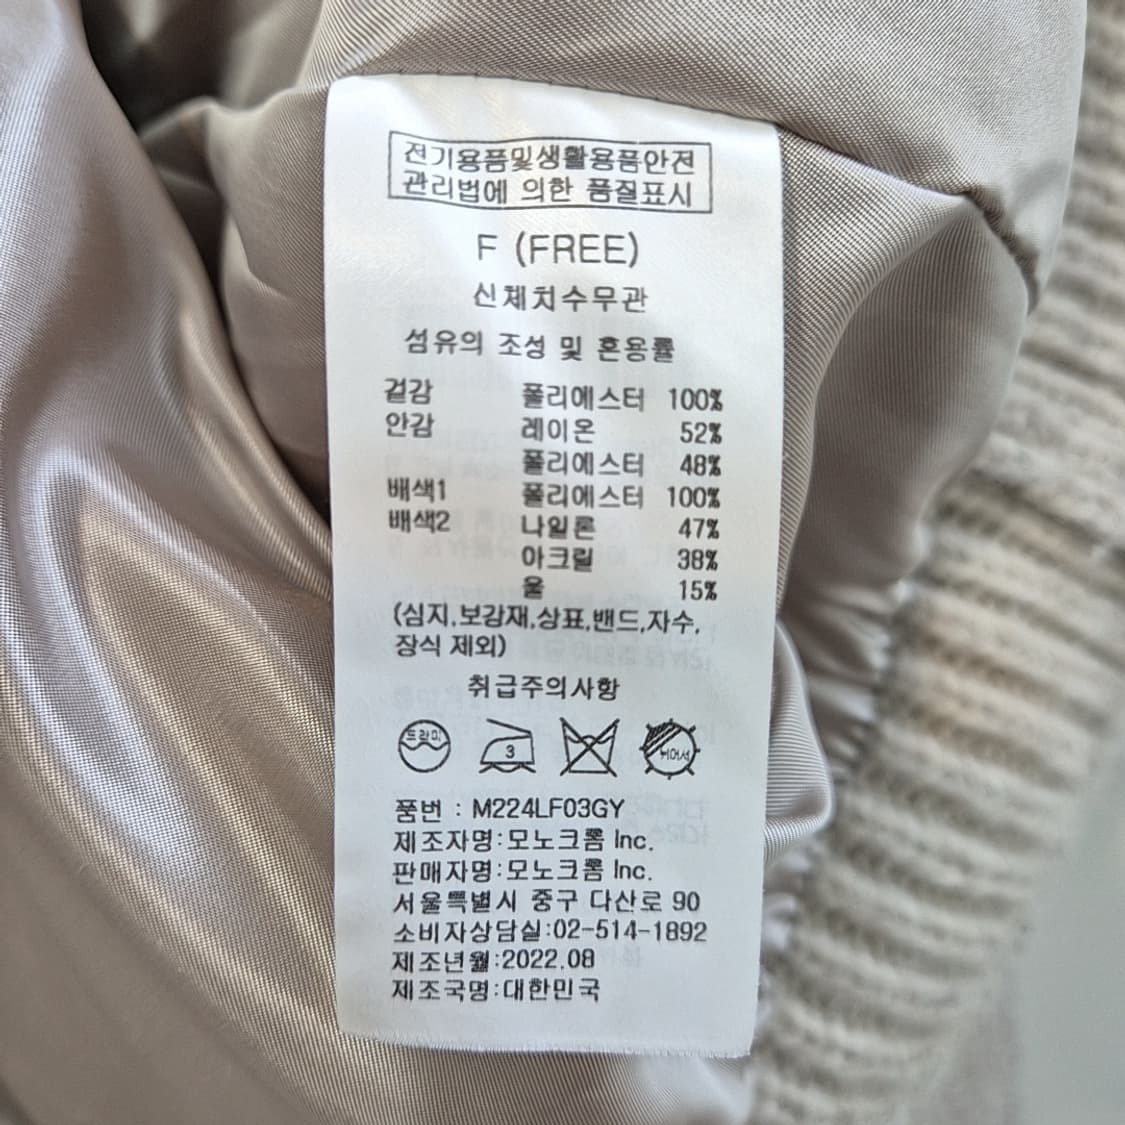 전기용품및생활용품안전
관리법에 의한 품질표시
F (FREE)
신체치수무관
섬유의 조성 및 혼용률
겉감 폴리에스터 100%
안감 레이온 52%
폴리에스터 48%
배색1 폴리에스터 100%
배색2 나일론 47%
아크릴 38%
울 15%
(심지,보강재,상표,밴드,자수,
장식 제외)
취급주의사항
드라이 3 뉘어서
품번 : M224LF03GY
제조자명:모노크롬 Inc.
판매자명:모노크롬 Inc.
서울특별시 중구 다산로 90
소비자상담실:02-514-1892
제조년월:2022.08
제조국명:대한민국